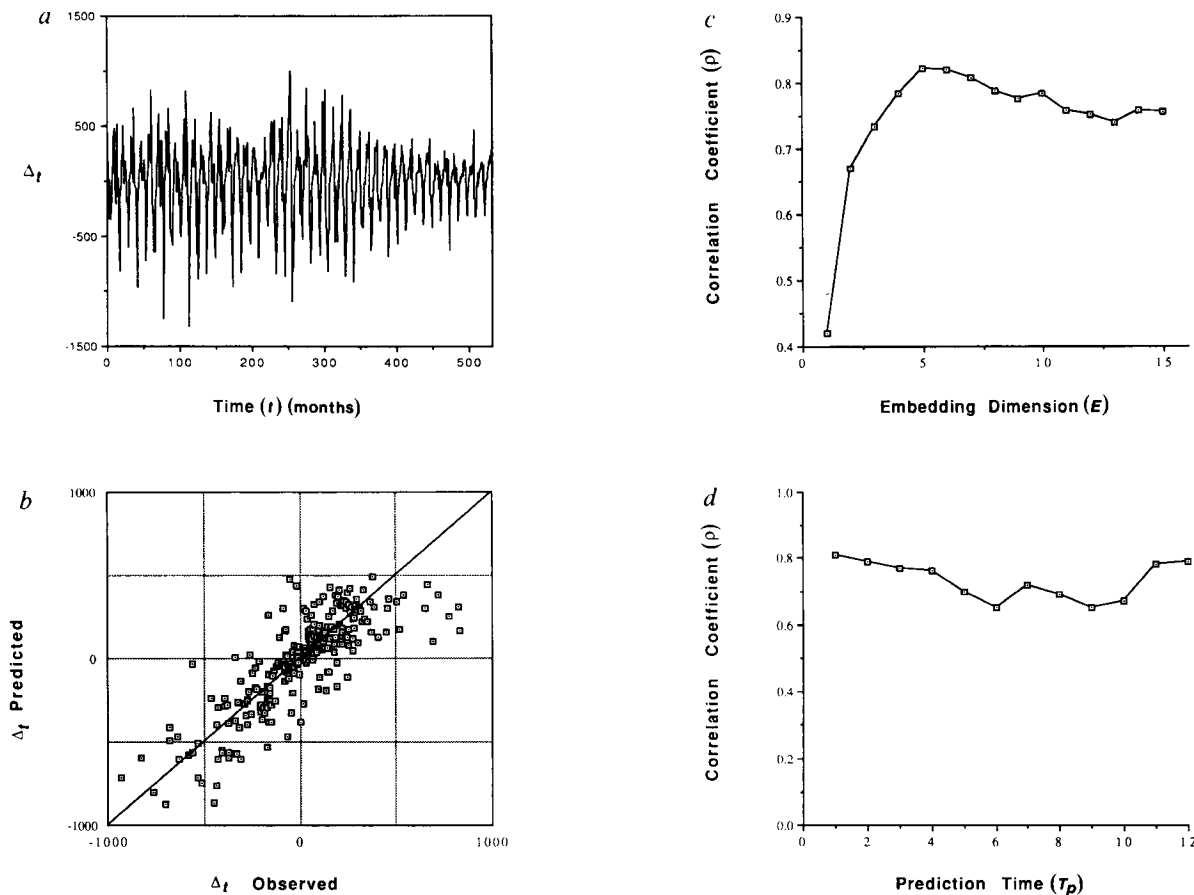 a
1500
500
Δt
-500
-1500
0 100 200 300 400 500
Time (t) (months)
c
0.9
0.8
0.7
0.6
0.5
0.4
0 5 10 15
Correlation Coefficient (ρ)
Embedding Dimension (E)
b
1000
0
-1000
-1000 0 1000
Δt Predicted
Δt Observed
d
1.0
0.8
0.6
0.4
0.2
0.0
0 2 4 6 8 10 12
Correlation Coefficient (ρ)
Prediction Time (Tp)